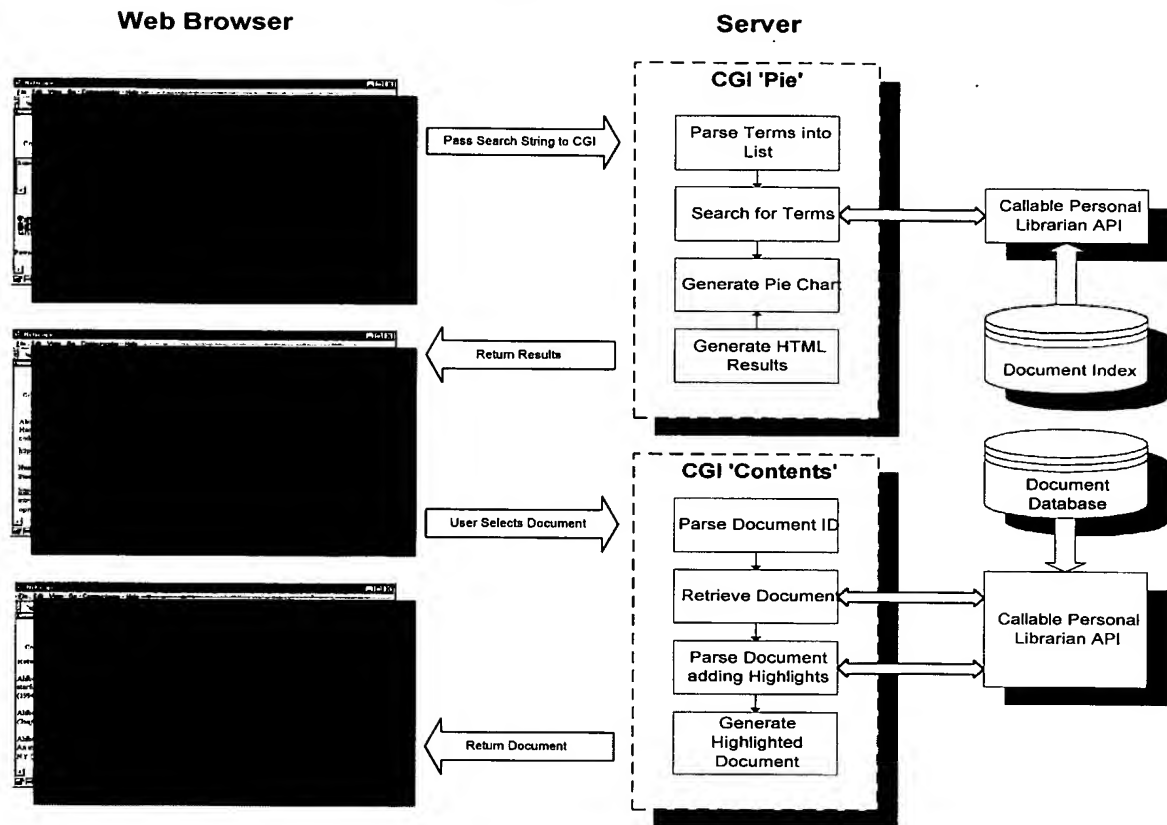 Web Browser
Server
CGI 'Pie'
Pass Search String to CGI
Parse Terms into
List
Search for Terms
Callable Personal
Librarian API
Generate Pie Chart
Return Results
Generate HTML
Results
Document Index
CGI 'Contents'
Document
Database
User Selects Document
Parse Document ID
Retrieve Document
Callable Personal
Librarian API
Parse Document
adding Highlights
Return Document
Generate
Highlighted
Document